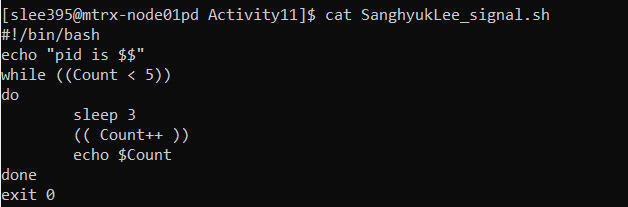 [slee395@mtrx-node01pd Activity11]$ cat SanghyukLee_signal.sh
#!/bin/bash
echo "pid is $$"
while ((Count < 5))
do
        sleep 3
        (( Count++ ))
        echo $Count
done
exit 0